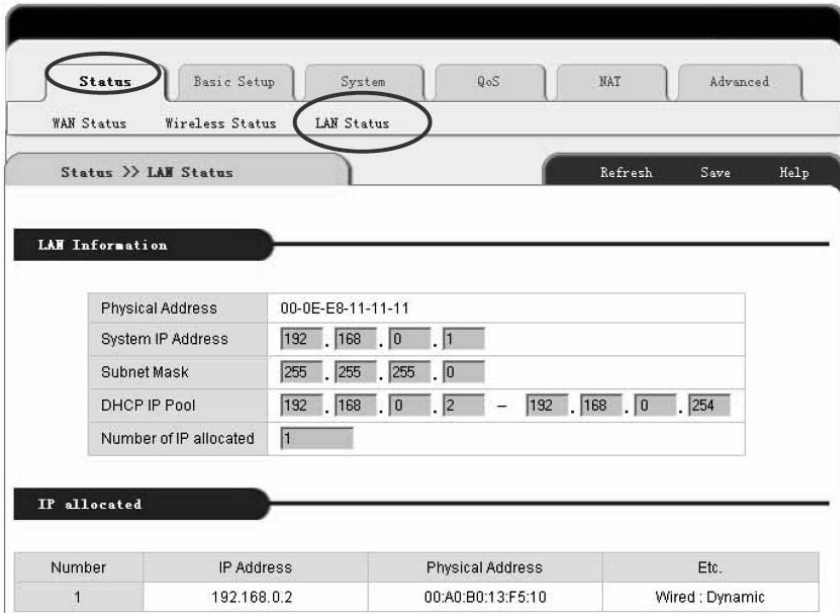 Status Basic Setup System QoS NAT Advanced
WAN Status Wireless Status LAN Status
Status >> LAN Status Refresh Save Help
LAN Information
Physical Address 00-0E-E8-11-11-11
System IP Address 192 . 168 . 0 . 1
Subnet Mask 255 . 255 . 255 . 0
DHCP IP Pool 192 . 168 . 0 . 2 – 192 . 168 . 0 . 254
Number of IP allocated 1
IP allocated
Number IP Address Physical Address Etc.
1 192.168.0.2 00:A0:B0:13:F5:10 Wired : Dynamic